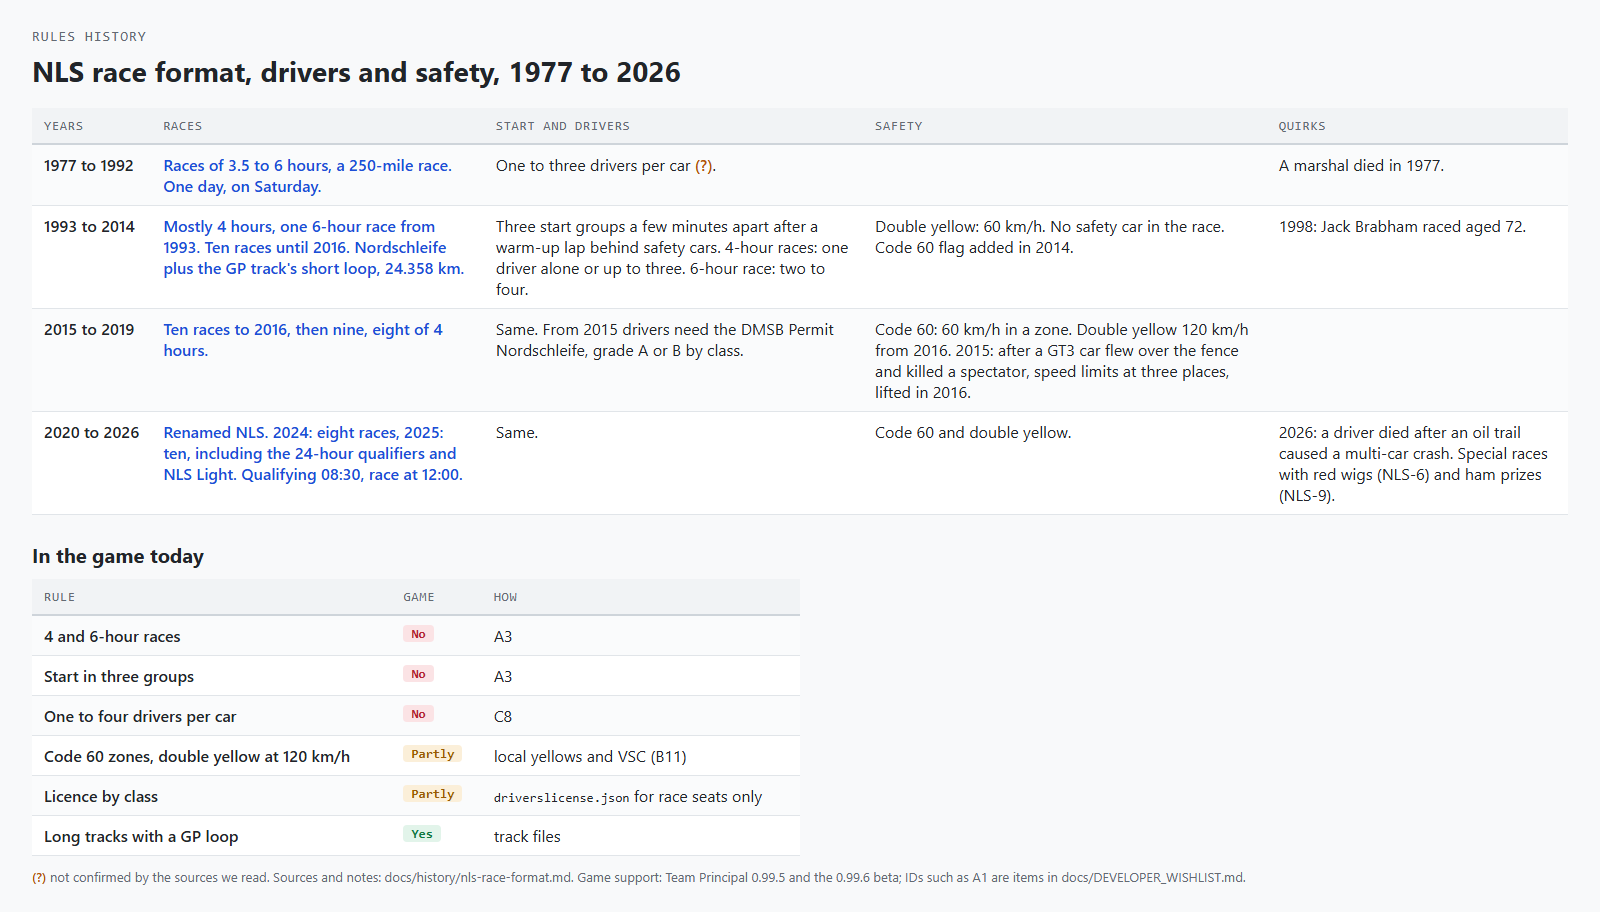 RULES HISTORY
NLS race format, drivers and safety, 1977 to 2026
YEARS RACES START AND DRIVERS SAFETY QUIRKS
1977 to 1992
Races of 3.5 to 6 hours, a 250-mile race.
One day, on Saturday.
One to three drivers per car (?).
A marshal died in 1977.
1993 to 2014
Mostly 4 hours, one 6-hour race from
1993. Ten races until 2016. Nordschleife
plus the GP track's short loop, 24.358 km.
Three start groups a few minutes apart after a
warm-up lap behind safety cars. 4-hour races: one
driver alone or up to three. 6-hour race: two to
four.
Double yellow: 60 km/h. No safety car in the race.
Code 60 flag added in 2014.
1998: Jack Brabham raced aged 72.
2015 to 2019
Ten races to 2016, then nine, eight of 4
hours.
Same. From 2015 drivers need the DMSB Permit
Nordschleife, grade A or B by class.
Code 60: 60 km/h in a zone. Double yellow 120 km/h
from 2016. 2015: after a GT3 car flew over the fence
and killed a spectator, speed limits at three places,
lifted in 2016.
2020 to 2026
Renamed NLS. 2024: eight races, 2025:
ten, including the 24-hour qualifiers and
NLS Light. Qualifying 08:30, race at 12:00.
Same.
Code 60 and double yellow.
2026: a driver died after an oil trail
caused a multi-car crash. Special races
with red wigs (NLS-6) and ham prizes
(NLS-9).
In the game today
RULE GAME HOW
4 and 6-hour races No A3
Start in three groups No A3
One to four drivers per car No C8
Code 60 zones, double yellow at 120 km/h Partly local yellows and VSC (B11)
Licence by class Partly driverslicense.json for race seats only
Long tracks with a GP loop Yes track files
(?) not confirmed by the sources we read. Sources and notes: docs/history/nls-race-format.md. Game support: Team Principal 0.99.5 and the 0.99.6 beta; IDs such as A1 are items in docs/DEVELOPER_WISHLIST.md.